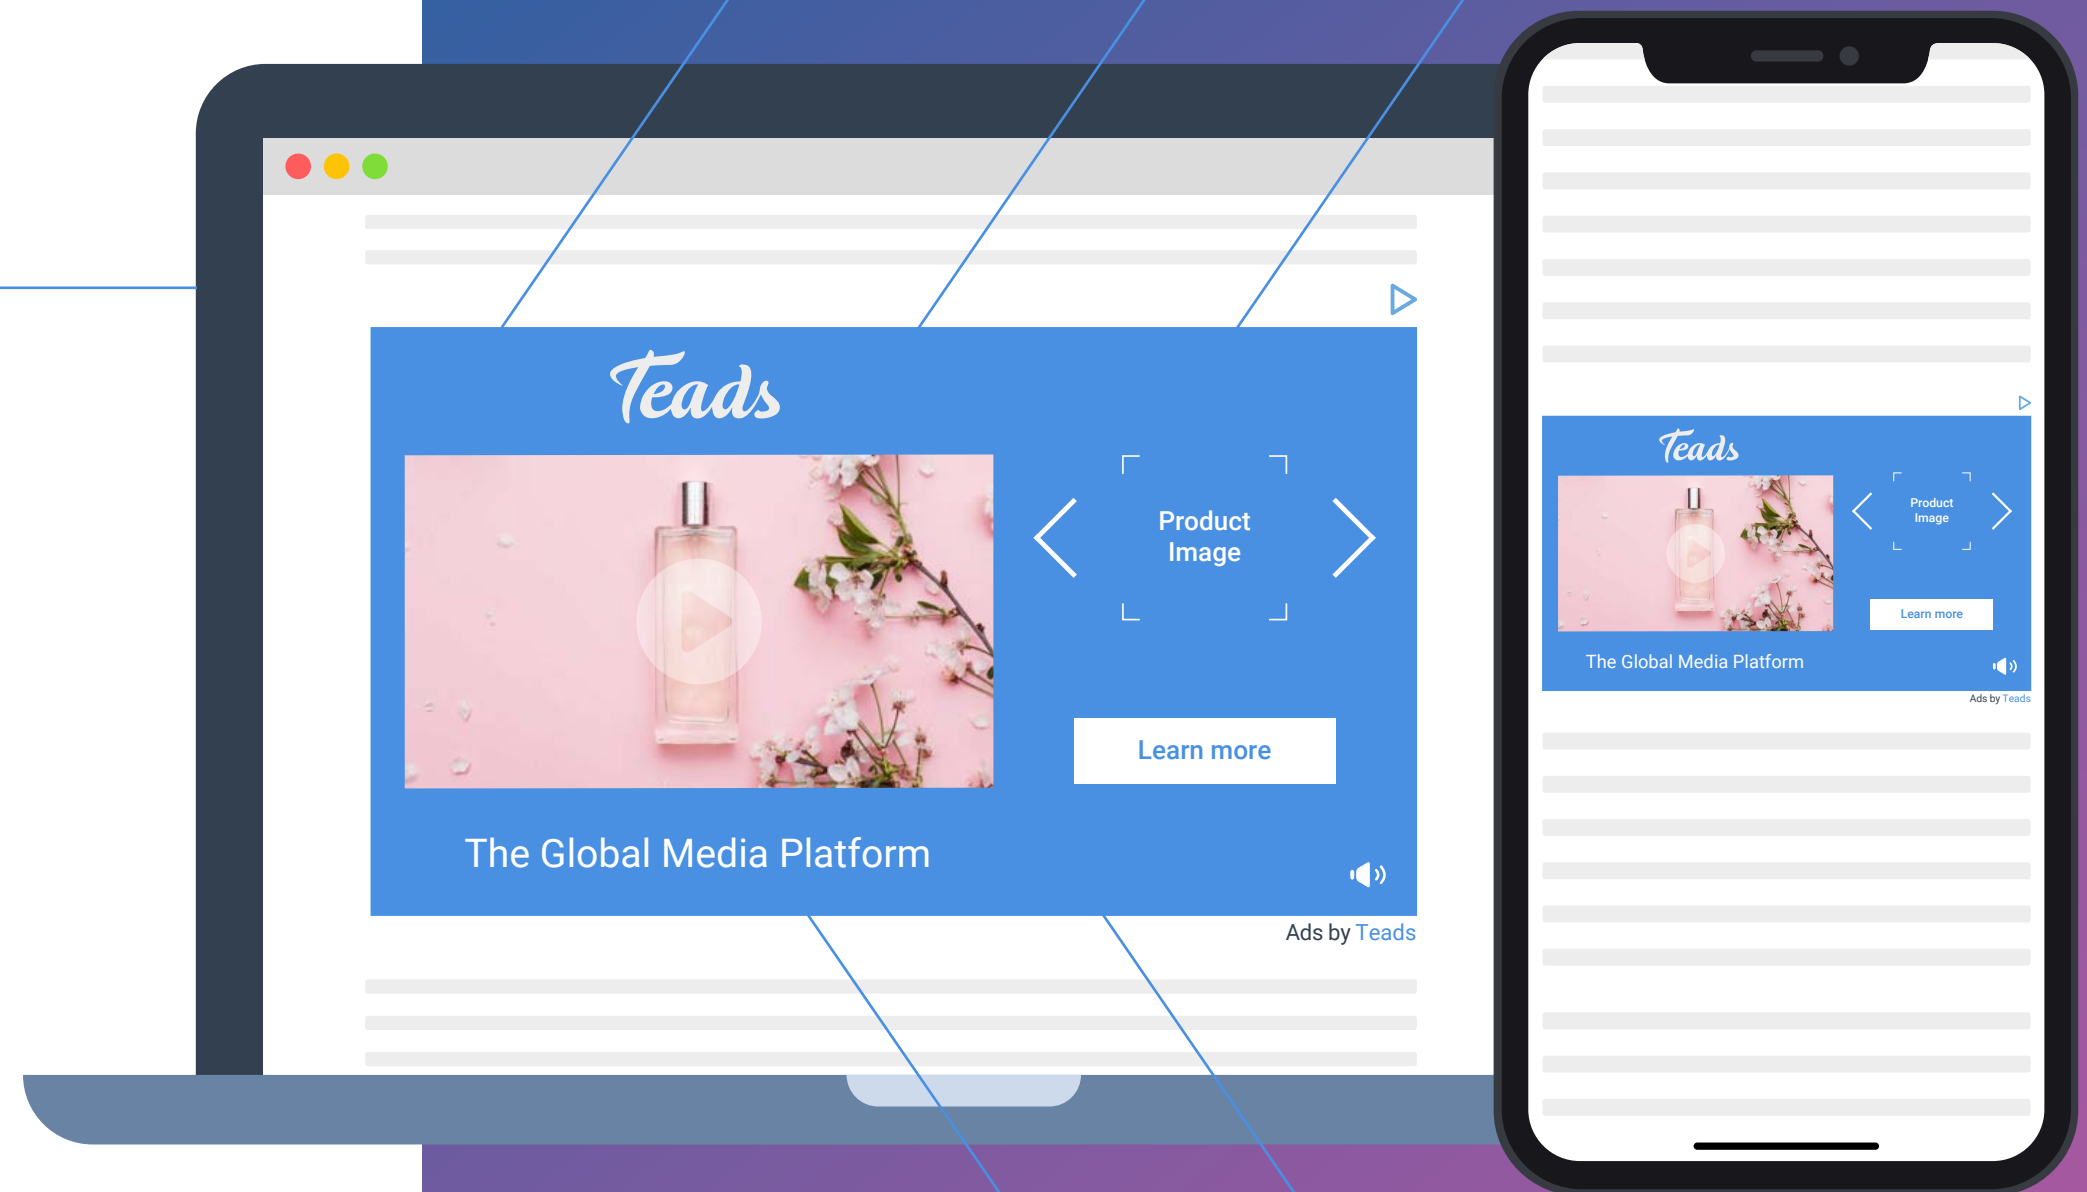 Teads
Product
Image
Learn more
The Global Media Platform
Ads by Teads
Teads
Product
Image
Learn more
The Global Media Platform
Ads by Teads